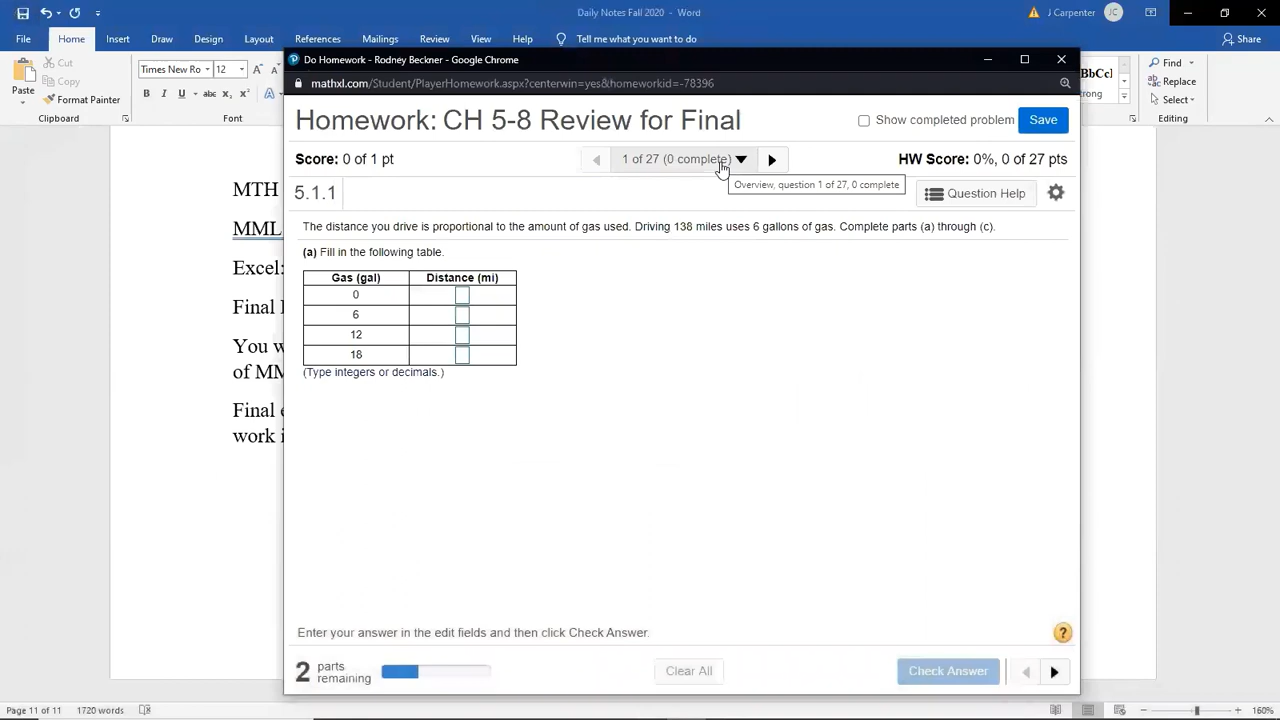 Daily Notes Fall 2020 - Word
J Carpenter
JC
File Home Insert Draw Design Layout References Mailings Review View Help Tell me what you want to do
Share
Paste
Cut
Copy
Format Painter
Clipboard
Times New Ro
12
B I U
Font
Replace
Select
Editing
Do Homework - Rodney Beckner - Google Chrome
mathxl.com/Student/PlayerHomework.aspx?centerwin=yes&homeworkid=-78396
Homework: CH 5-8 Review for Final
Show completed problem
Save
Score: 0 of 1 pt
1 of 27 (0 complete)
HW Score: 0%, 0 of 27 pts
Overview, question 1 of 27, 0 complete
5.1.1
Question Help
The distance you drive is proportional to the amount of gas used. Driving 138 miles uses 6 gallons of gas. Complete parts (a) through (c).
(a) Fill in the following table.
Gas (gal) Distance (mi)
0
6
12
18
(Type integers or decimals.)
Enter your answer in the edit fields and then click Check Answer.
?
2 parts remaining
Clear All
Check Answer
MTH
MML
Excel:
Final
You w
of MM
Final e
work i
Page 11 of 11 1720 words
160%